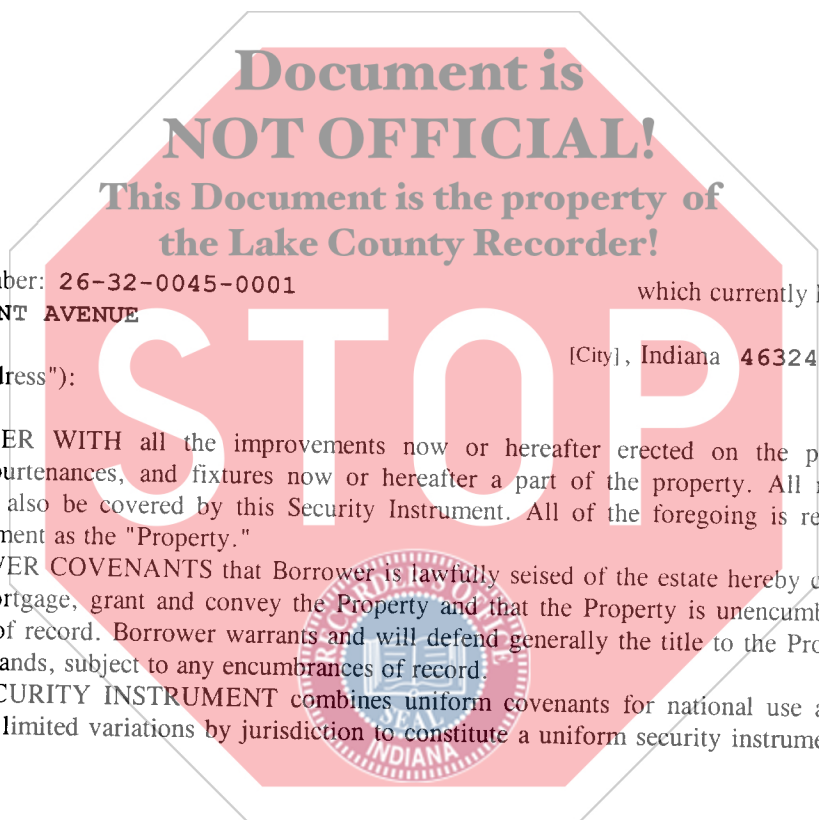 Document is
NOT OFFICIAL!
This Document is the property of
the Lake County Recorder!
ber: 26-32-0045-0001
which currently
NT AVENUE
[City], Indiana 46324
dress"):
STOP
ER WITH all the improvements now or hereafter erected on the p
urtenances, and fixtures now or hereafter a part of the property. All
also be covered by this Security Instrument. All of the foregoing is re
ment as the "Property."
VER COVENANTS that Borrower is lawfully seised of the estate hereby c
rtgage, grant and convey the Property and that the Property is unencumb
of record. Borrower warrants and will defend generally the title to the Pro
ands, subject to any encumbrances of record.
CURITY INSTRUMENT combines uniform covenants for national use a
limited variations by jurisdiction to constitute a uniform security instrume
RECORDER'S OFFICE
SEAL
INDIANA